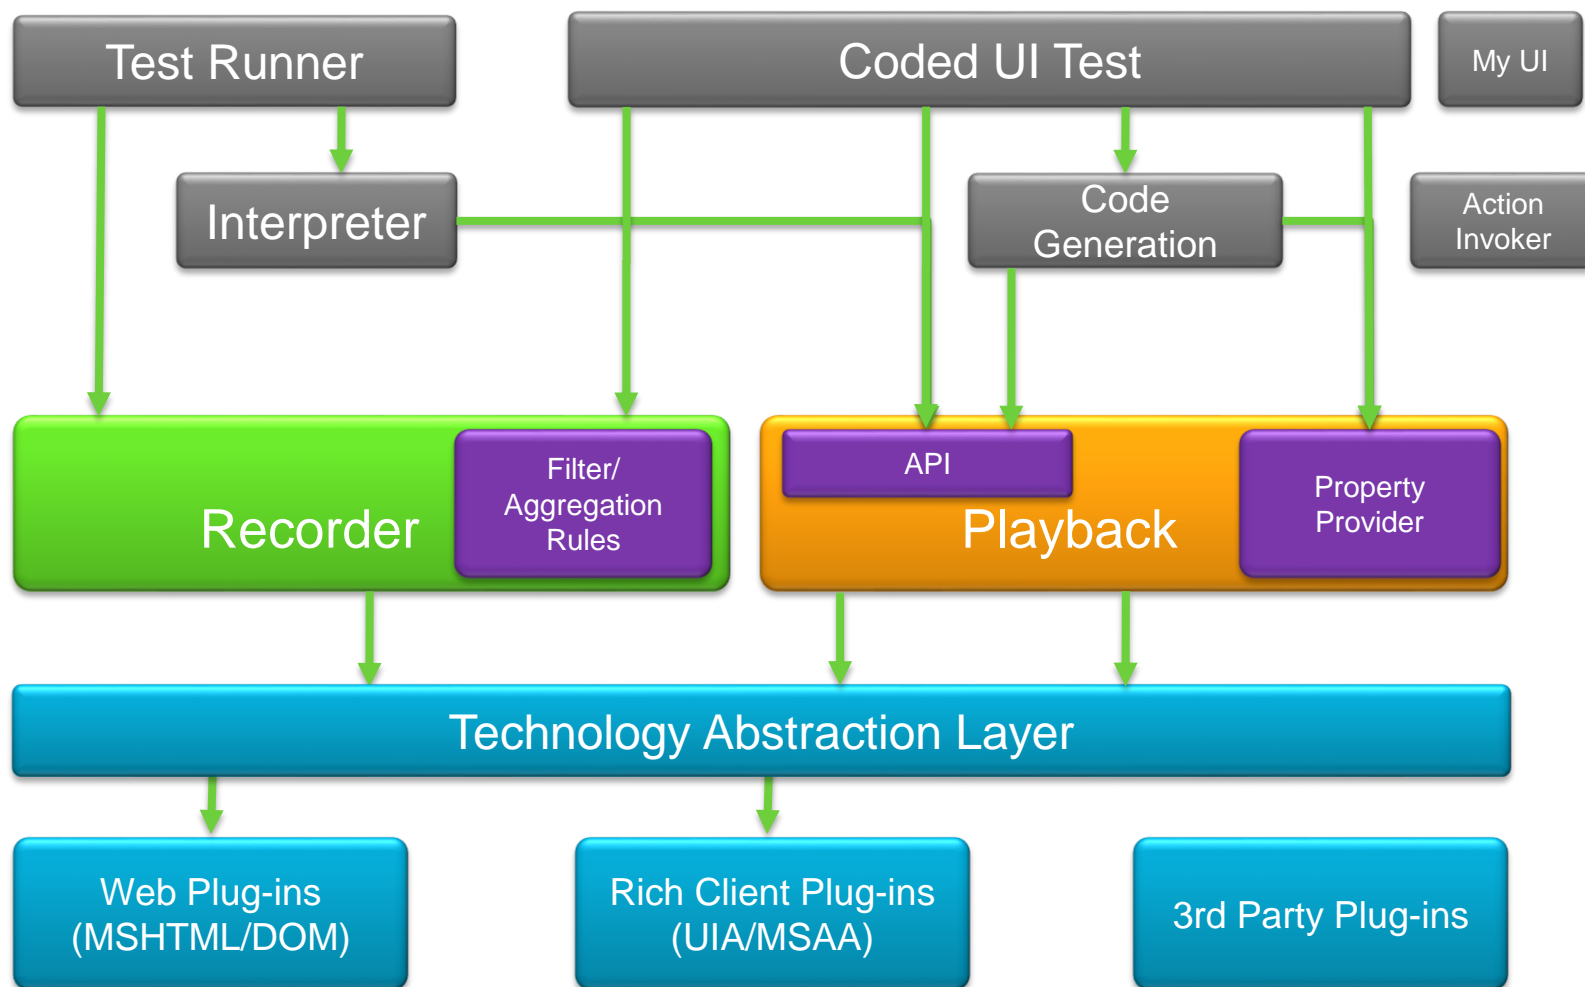 Test Runner
Coded UI Test
My UI
Interpreter
Code
Generation
Action
Invoker
Recorder
Filter/
Aggregation
Rules
API
Playback
Property
Provider
Technology Abstraction Layer
Web Plug-ins
(MSHTML/DOM)
Rich Client Plug-ins
(UIA/MSAA)
3rd Party Plug-ins